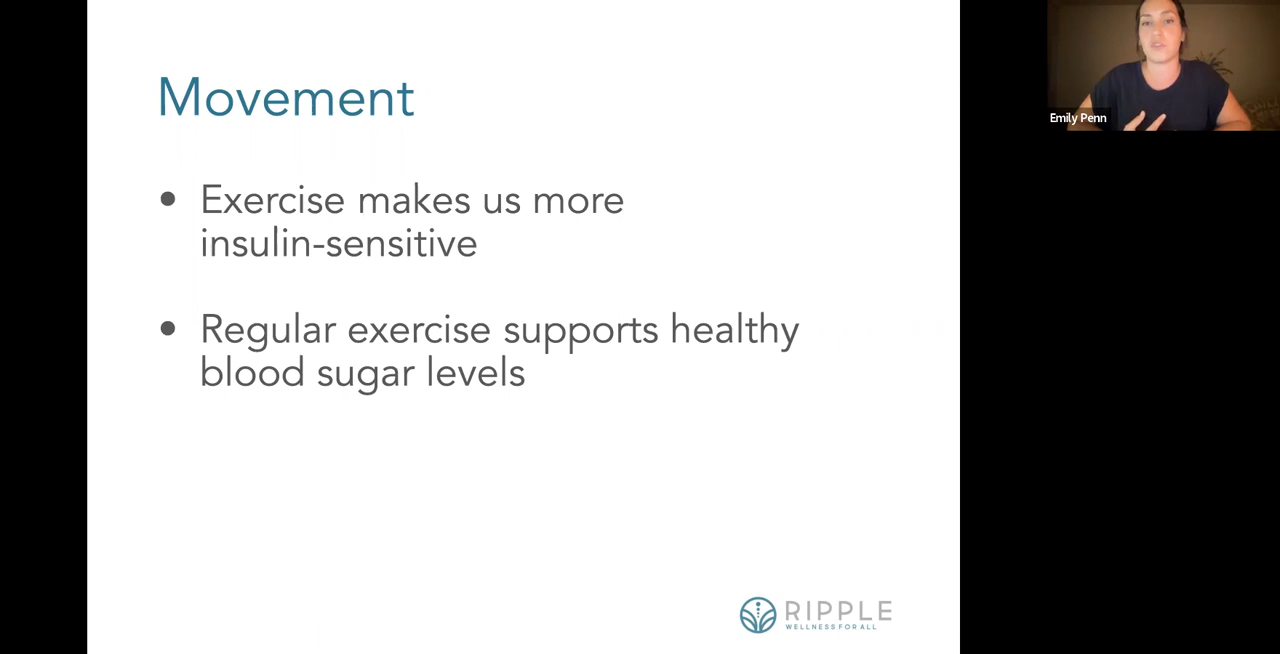 Movement
• Exercise makes us more
insulin-sensitive
• Regular exercise supports healthy
blood sugar levels
Emily Penn
RIPPLE
WELLNESS FOR ALL